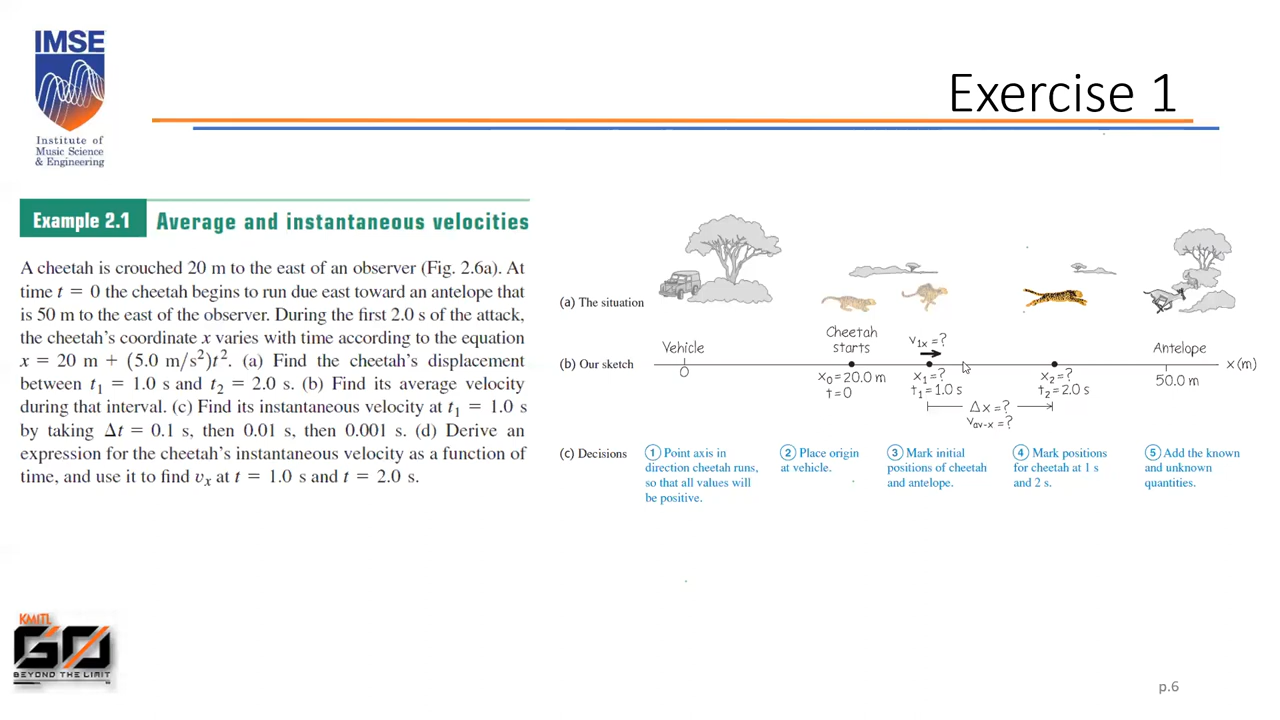 IMSE
Institute of
Music Science
& Engineering
Exercise 1
Example 2.1 Average and instantaneous velocities
A cheetah is crouched 20 m to the east of an observer (Fig. 2.6a). At
time t = 0 the cheetah begins to run due east toward an antelope that
is 50 m to the east of the observer. During the first 2.0 s of the attack,
the cheetah's coordinate x varies with time according to the equation
x = 20 m + (5.0 m/s²)t². (a) Find the cheetah's displacement
between t₁ = 1.0 s and t₂ = 2.0 s. (b) Find its average velocity
during that interval. (c) Find its instantaneous velocity at t₁ = 1.0 s
by taking Δt = 0.1 s, then 0.01 s, then 0.001 s. (d) Derive an
expression for the cheetah's instantaneous velocity as a function of
time, and use it to find vₓ at t = 1.0 s and t = 2.0 s.
(a) The situation
(b) Our sketch
Vehicle
0
Cheetah
starts
x₀ = 20.0 m
t = 0
v₁ₓ = ?
x₁ = ?
t₁ = 1.0 s
x₂ = ?
t₂ = 2.0 s
Δx = ?
vav-x = ?
Antelope
50.0 m
x (m)
(c) Decisions
1 Point axis in
direction cheetah runs,
so that all values will
be positive.
2 Place origin
at vehicle.
3 Mark initial
positions of cheetah
and antelope.
4 Mark positions
for cheetah at 1 s
and 2 s.
5 Add the known
and unknown
quantities.
KMITL
GO
BEYOND THE LIMIT
p.6